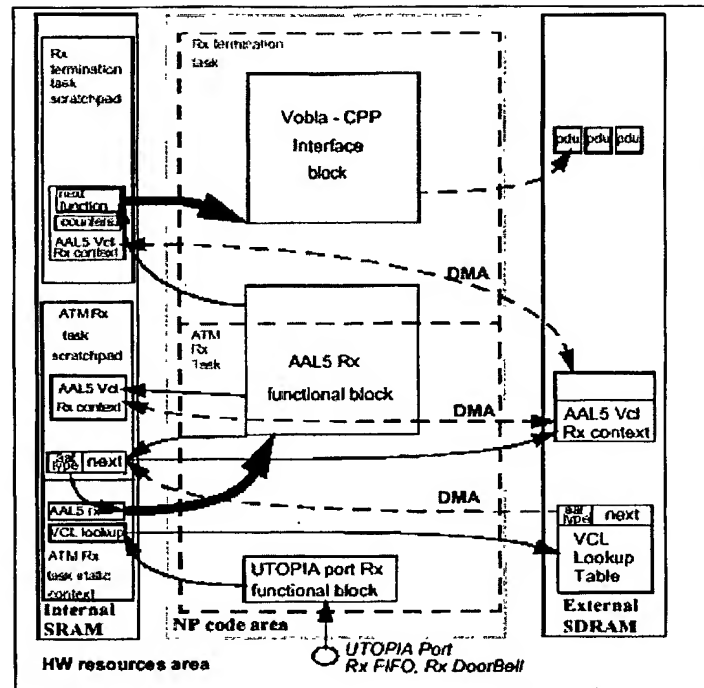 Rx
termination
task
scratchpad
next
function
counters
AAL5 Vcl
Rx context
ATM Rx
task
scratchpad
AAL5 Vcl
Rx context
aal
type
next
AAL5 rx
VCL lookup
ATM Rx
task static
context
Internal
SRAM
Rx termination
task
Vobla - CPP
Interface
block
ATM
Rx
Task
AAL5 Rx
functional block
UTOPIA port Rx
functional block
NP code area
DMA
DMA
DMA
pdu pdu pdu
AAL5 Vcl
Rx context
aal
type
next
VCL
Lookup
Table
External
SDRAM
UTOPIA Port
Rx FIFO, Rx DoorBell
HW resources area